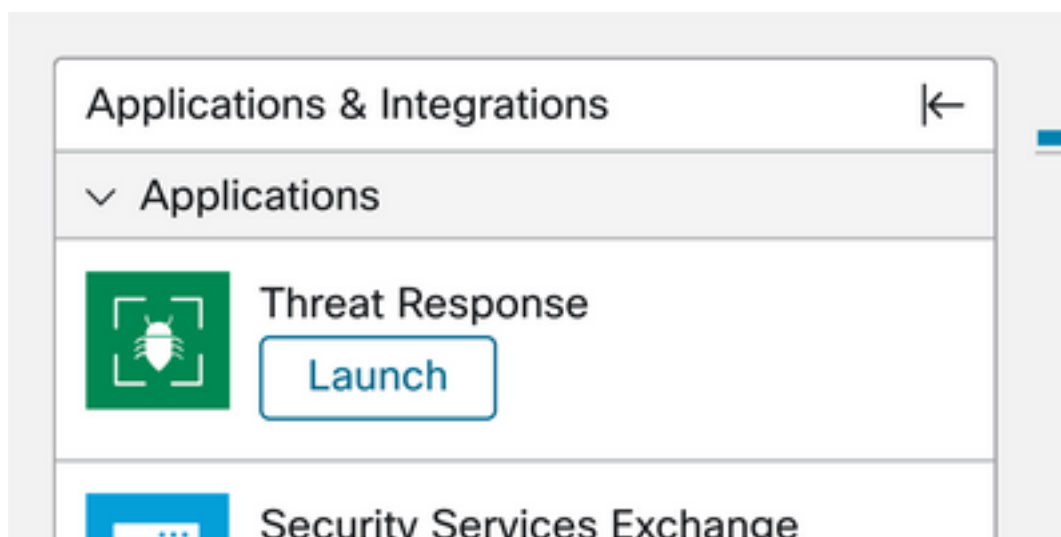 Applications & Integrations
Applications
Threat Response
Launch
Security Services Exchange